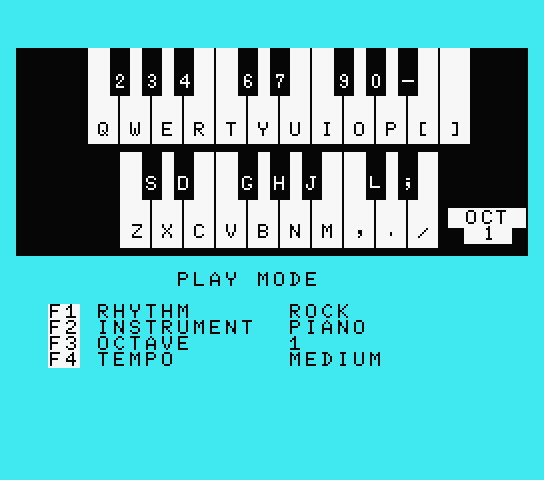 2 3 4 6 7 9 0 -
Q W E R T Y U I O P [ ]
S D G H J L ;
Z X C V B N M , . /
OCT
1
PLAY MODE
F1 RHYTHM ROCK
F2 INSTRUMENT PIANO
F3 OCTAVE 1
F4 TEMPO MEDIUM